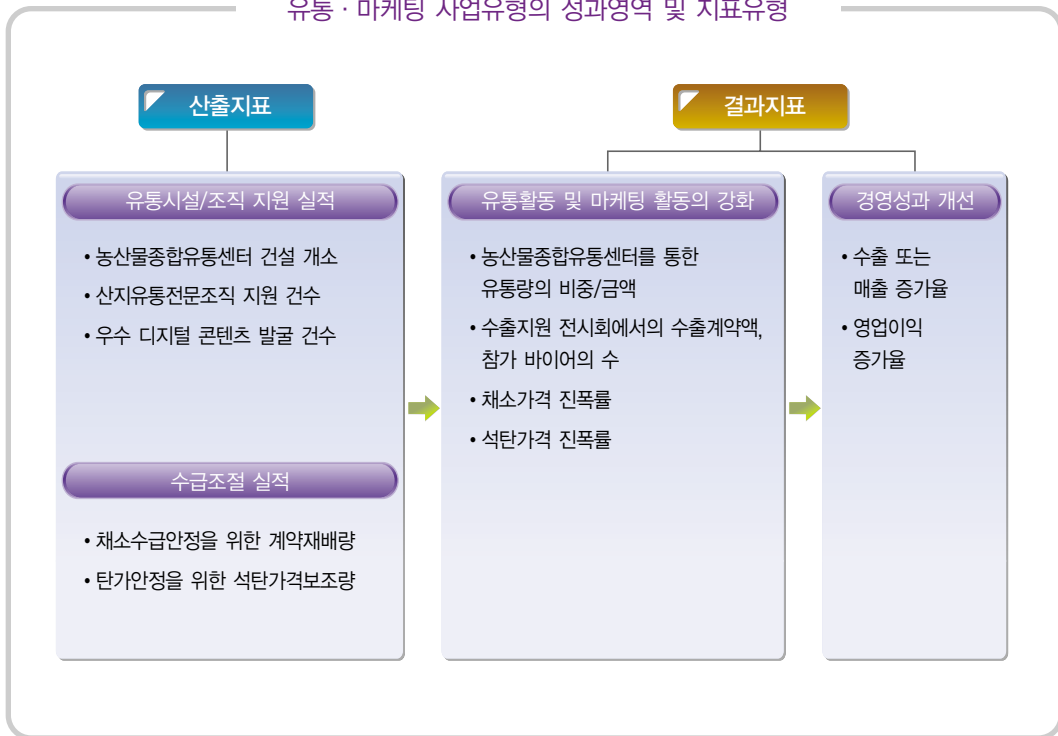 유통·마케팅 사업유형의 성과영역 및 지표유형
산출지표
결과지표
유통시설/조직 지원 실적
• 농산물종합유통센터 건설 개소
• 산지유통전문조직 지원 건수
• 우수 디지털 콘텐츠 발굴 건수
수급조절 실적
• 채소수급안정을 위한 계약재배량
• 탄가안정을 위한 석탄가격보조량
유통활동 및 마케팅 활동의 강화
• 농산물종합유통센터를 통한
유통량의 비중/금액
• 수출지원 전시회에서의 수출계약액,
참가 바이어의 수
• 채소가격 진폭률
• 석탄가격 진폭률
경영성과 개선
• 수출 또는
매출 증가율
• 영업이익
증가율